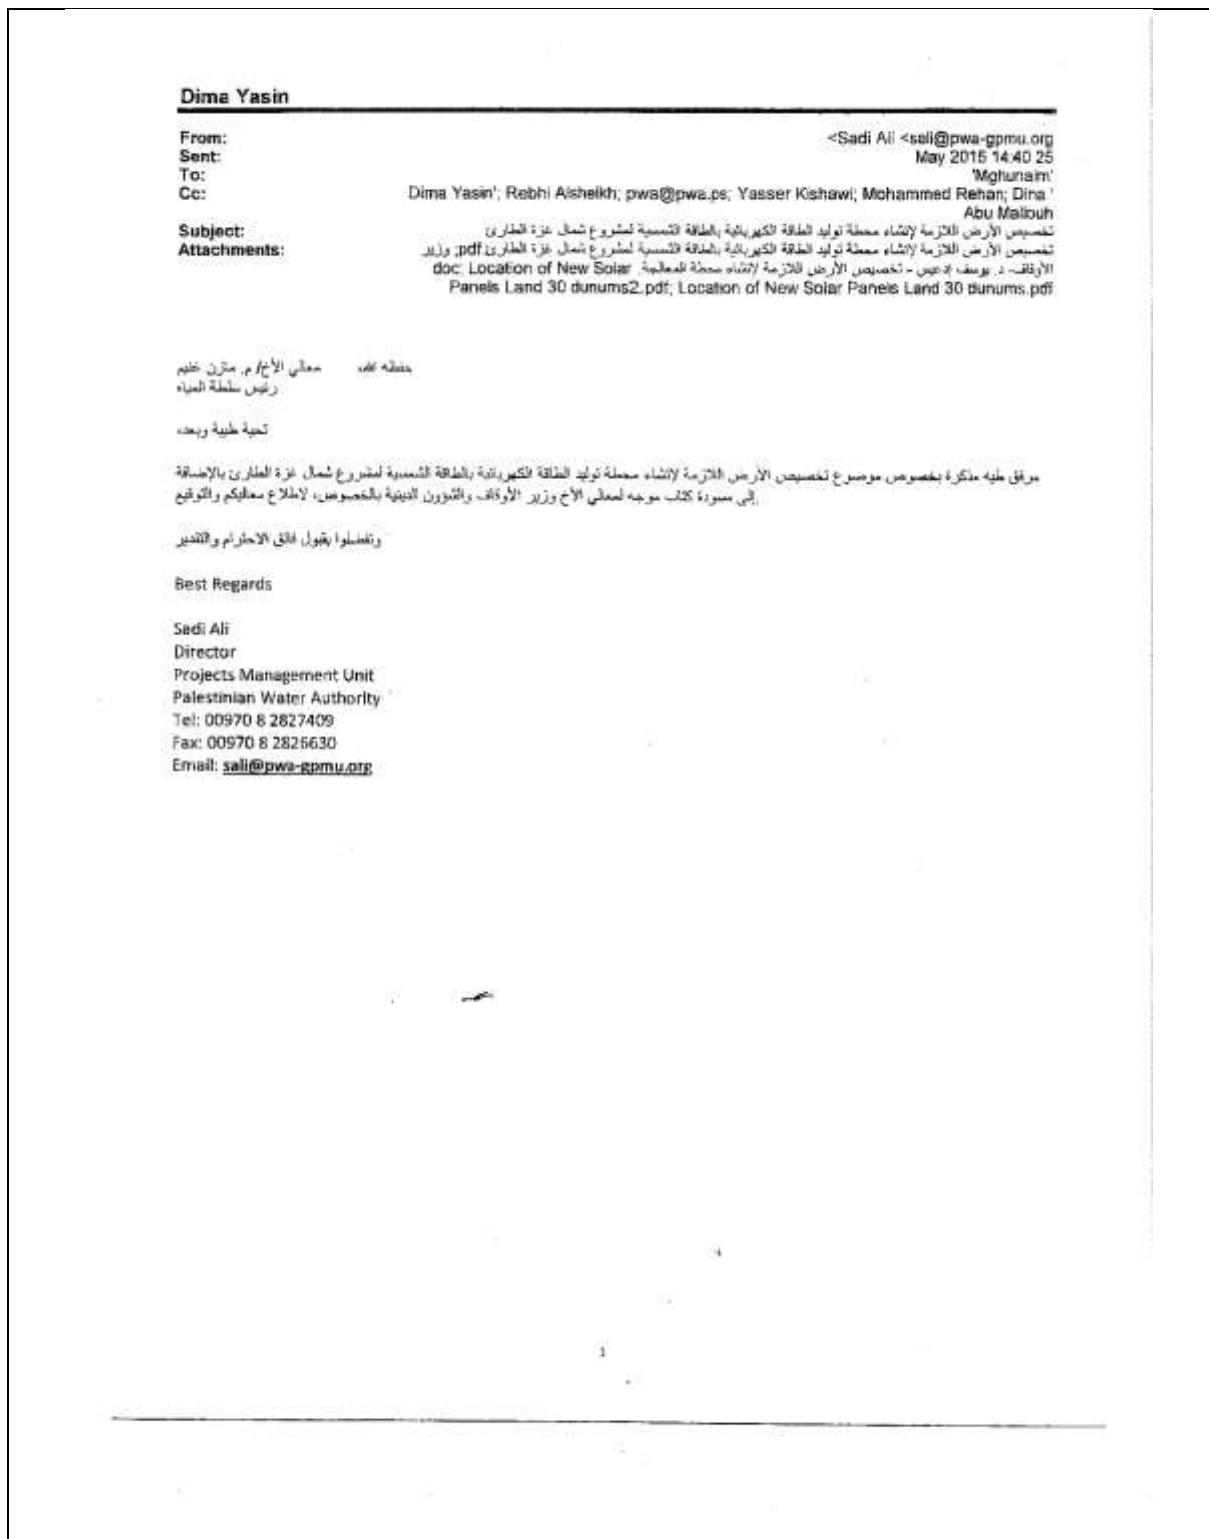 Dima Yasin
From: <Sadi Ali <sali@pwa-gpmu.org
Sent: May 2015 14:40 25
To: 'Mghunaim'
Cc: Dima Yasin'; Rebhi Alsheikh; pwa@pwa.ps; Yasser Kishawi; Mohammed Rehan; Dina '
Abu Mallouh
Subject: تخصيص الأرض اللازمة لإنشاء محطة توليد الطاقة الكهربائية بالطاقة الشمسية لمشروع شمال غزة الطارئ
Attachments: تخصيص الأرض اللازمة لإنشاء محطة توليد الطاقة الكهربائية بالطاقة الشمسية لمشروع شمال غزة الطارئ.pdf; وزير
الأوقاف- د. يوسف إدعيس - تخصيص الأرض اللازمة لإنشاء محطة المعالجة.doc; Location of New Solar
Panels Land 30 dunums2.pdf; Location of New Solar Panels Land 30 dunums.pdf
معالي الأخ/ م. مازن غنيم حفظه الله
رئيس سلطة المياه
تحية طيبة وبعد،
مرفق طيه مذكرة بخصوص موضوع تخصيص الأرض اللازمة لإنشاء محطة توليد الطاقة الكهربائية بالطاقة الشمسية لمشروع شمال غزة الطارئ بالإضافة
إلى مسودة كتاب موجه لمعالي الأخ وزير الأوقاف والشؤون الدينية بالخصوص، لاطلاع معاليكم والتوقيع.
وتفضلوا بقبول فائق الاحترام والتقدير
Best Regards
Sadi Ali
Director
Projects Management Unit
Palestinian Water Authority
Tel: 00970 8 2827409
Fax: 00970 8 2826630
Email: sali@pwa-gpmu.org
1